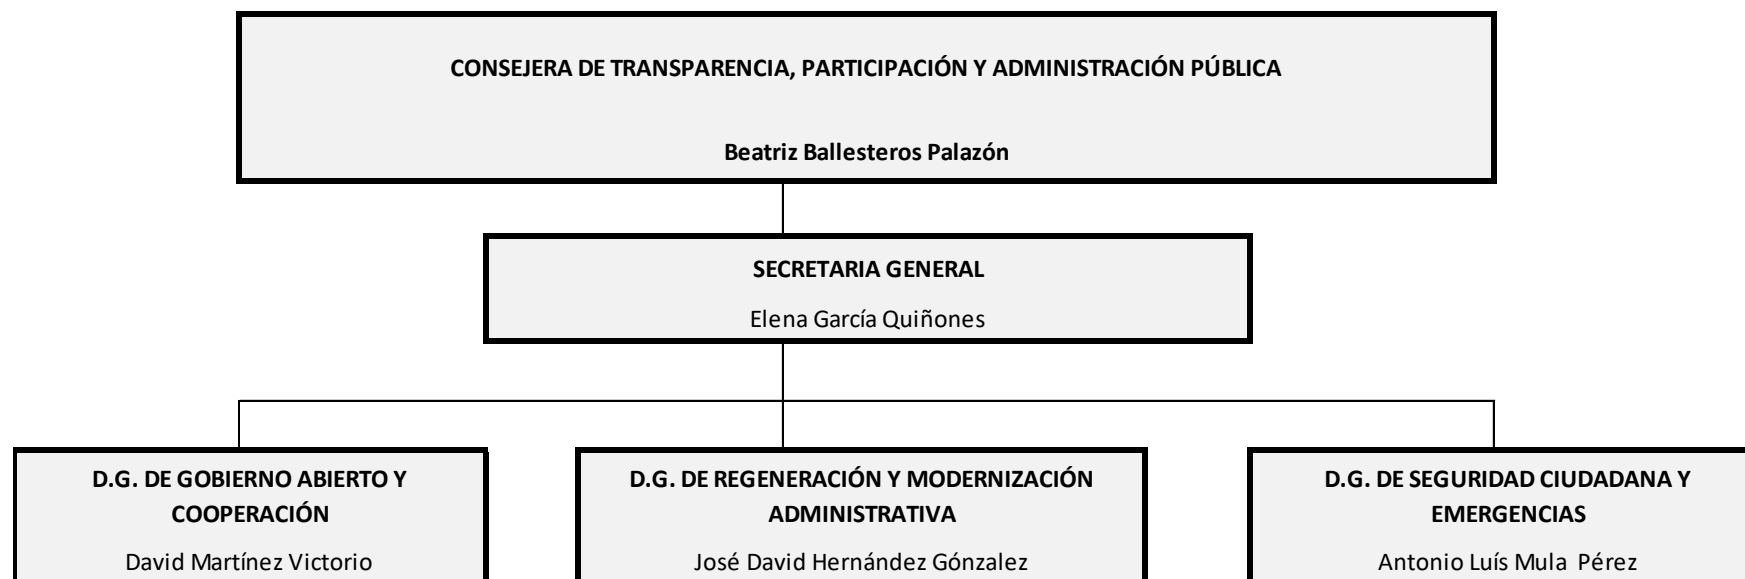 CONSEJERA DE TRANSPARENCIA, PARTICIPACIÓN Y ADMINISTRACIÓN PÚBLICA
Beatriz Ballesteros Palazón
SECRETARIA GENERAL
Elena García Quiñones
D.G. DE GOBIERNO ABIERTO Y
COOPERACIÓN
David Martínez Victorio
D.G. DE REGENERACIÓN Y MODERNIZACIÓN
ADMINISTRATIVA
José David Hernández Gónzalez
D.G. DE SEGURIDAD CIUDADANA Y
EMERGENCIAS
Antonio Luís Mula Pérez